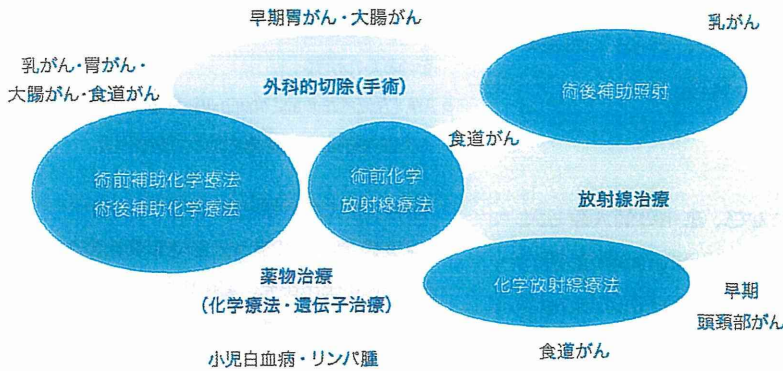 早期胃がん・大腸がん
乳がん
乳がん・胃がん・
大腸がん・食道がん
外科的切除(手術)
術後補助照射
食道がん
術前補助化学療法
術後補助化学療法
術前化学
放射線療法
放射線治療
薬物治療
(化学療法・遺伝子治療)
化学放射線療法
早期
頭頚部がん
食道がん
小児白血病・リンパ腫